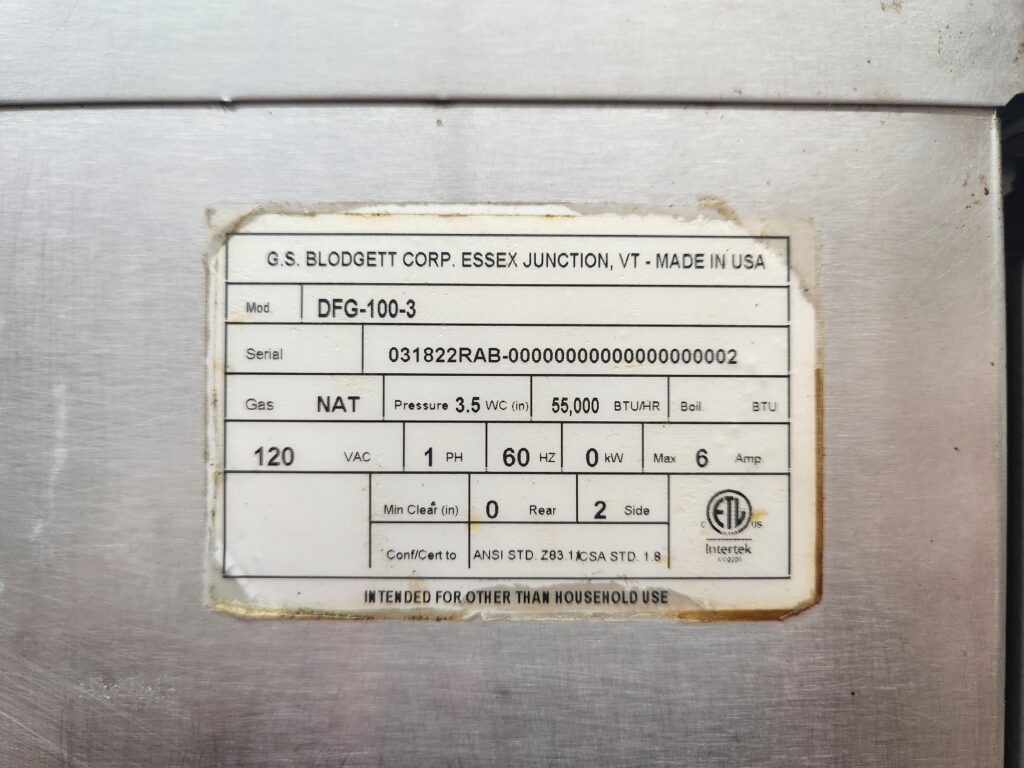 G.S. BLODGETT CORP. ESSEX JUNCTION, VT - MADE IN USA
Mod. DFG-100-3
Serial 031822RAB-00000000000000000002
Gas NAT Pressure 3.5 WC (in) 55,000 BTU/HR Boil BTU
120 VAC 1 PH 60 HZ 0 kW Max 6 Amp
Min Clear (in) 0 Rear 2 Side
C ETL US
Conf/Cert to ANSI STD. Z83 1/CSA STD. 1.8
Intertek
INTENDED FOR OTHER THAN HOUSEHOLD USE